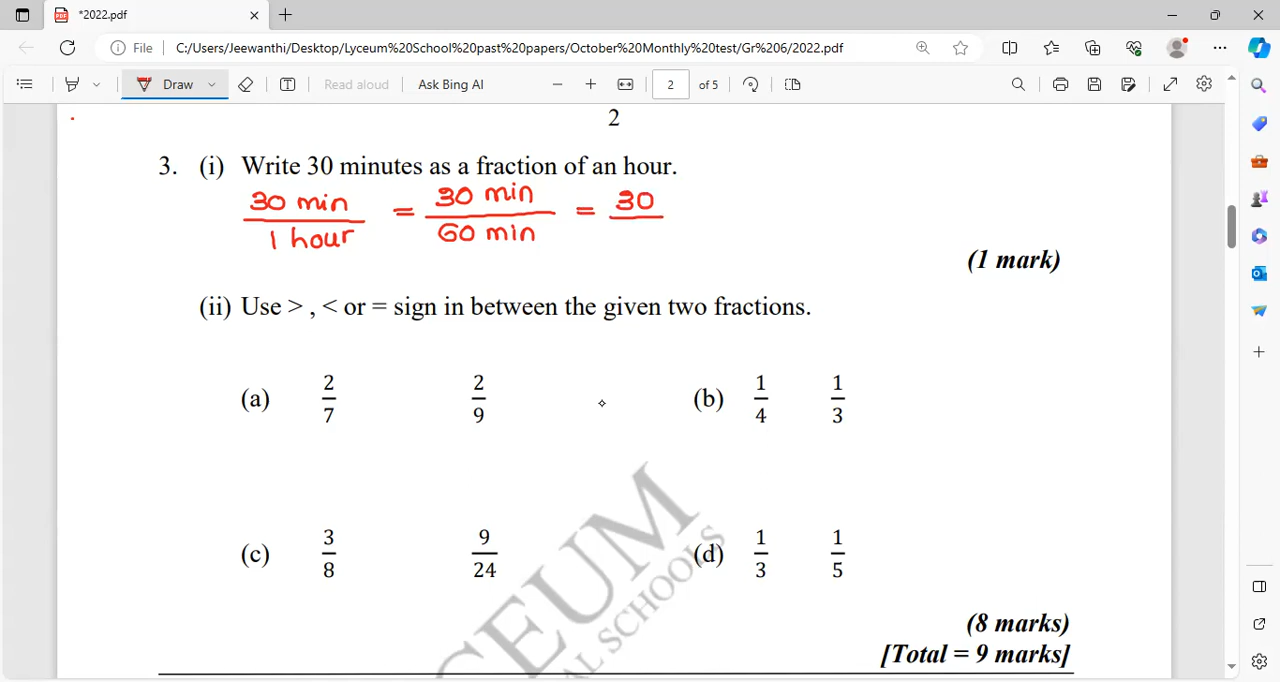 *2022.pdf
File C:/Users/Jeewanthi/Desktop/Lyceum%20School%20past%20papers/October%20Monthly%20test/Gr%206/2022.pdf
Draw Read aloud Ask Bing AI 2 of 5
2
3. (i) Write 30 minutes as a fraction of an hour.
30 min / 1 hour = 30 min / 60 min = 30
(1 mark)
(ii) Use > , < or = sign in between the given two fractions.
(a) 2/7 2/9 (b) 1/4 1/3
(c) 3/8 9/24 (d) 1/3 1/5
(8 marks)
[Total = 9 marks]
CEUM
AL SCHOOLS